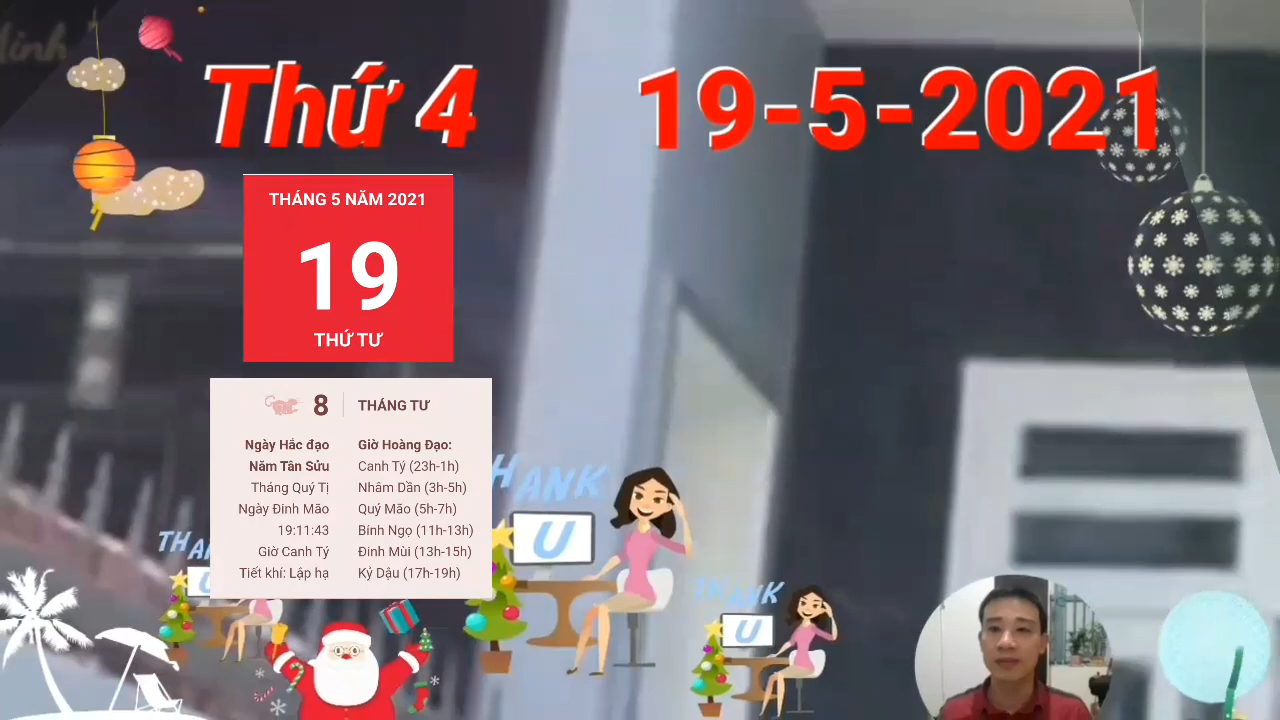 Thứ 4 19-5-2021
THÁNG 5 NĂM 2021
19
THỨ TƯ
8 THÁNG TƯ
Ngày Hắc đạo Giờ Hoàng Đạo:
Năm Tân Sửu Canh Tý (23h-1h)
Tháng Quý Tị Nhâm Dần (3h-5h)
Ngày Đinh Mão Quý Mão (5h-7h)
19:11:43 Bính Ngọ (11h-13h)
Giờ Canh Tý Đinh Mùi (13h-15h)
Tiết khí: Lập hạ Kỷ Dậu (17h-19h)
HANK
U
THA
THANK
U